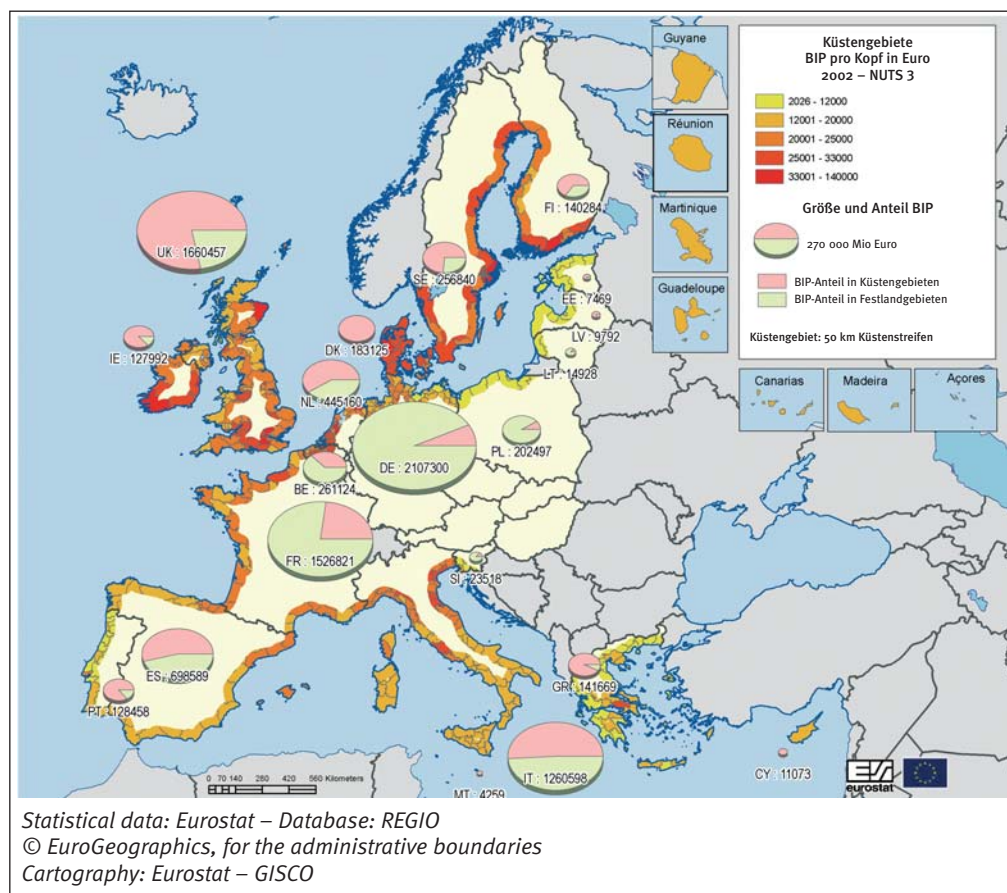 Guyane
Réunion
Martinique
Guadeloupe
Küstengebiete
BIP pro Kopf in Euro
2002 – NUTS 3
2026 - 12000
12001 - 20000
20001 - 25000
25001 - 33000
33001 - 140000
Größe und Anteil BIP
270 000 Mio Euro
BIP-Anteil in Küstengebieten
BIP-Anteil in Festlandgebieten
Küstengebiet: 50 km Küstenstreifen
Canarias
Madeira
Açores
FI : 140284
UK : 1660457
SE : 256840
EE : 7469
LV : 9792
IE : 127992
DK : 183125
LT : 14928
NL : 445160
PL : 202497
DE : 2107300
BE : 261124
FR : 1526821
SI : 23518
ES : 698589
GR : 141669
PT : 128458
IT : 1260598
CY : 11073
MT : 4259
0 70 140 280 420 560 Kilometers
eurostat
Statistical data: Eurostat – Database: REGIO
© EuroGeographics, for the administrative boundaries
Cartography: Eurostat – GISCO